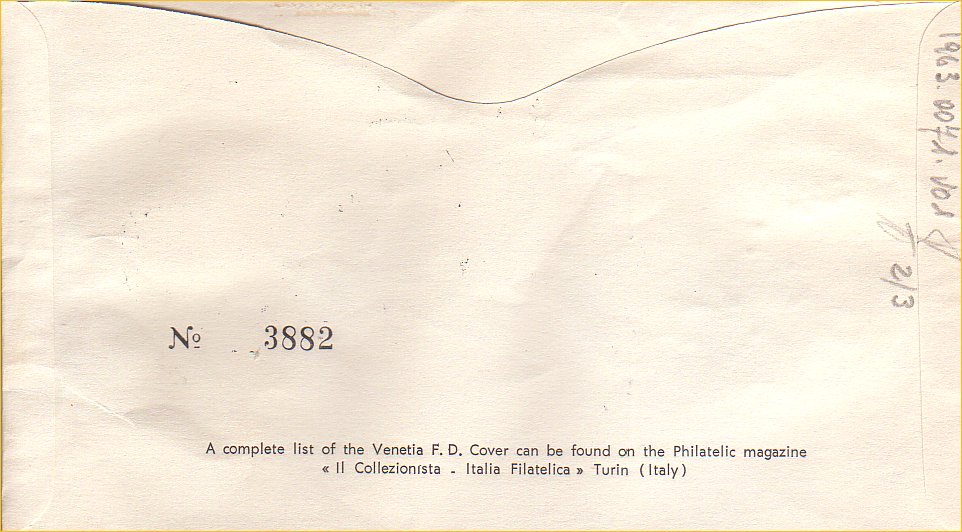 № 3882
A complete list of the Venetia F. D. Cover can be found on the Philatelic magazine
« Il Collezionista - Italia Filatelica » Turin (Italy)
2/3